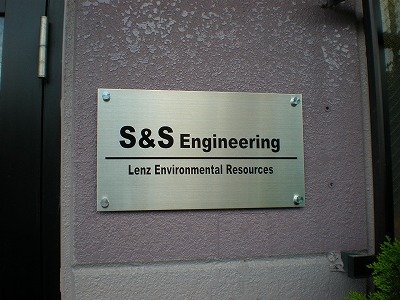 S&S Engineering
Lenz Environmental Resources